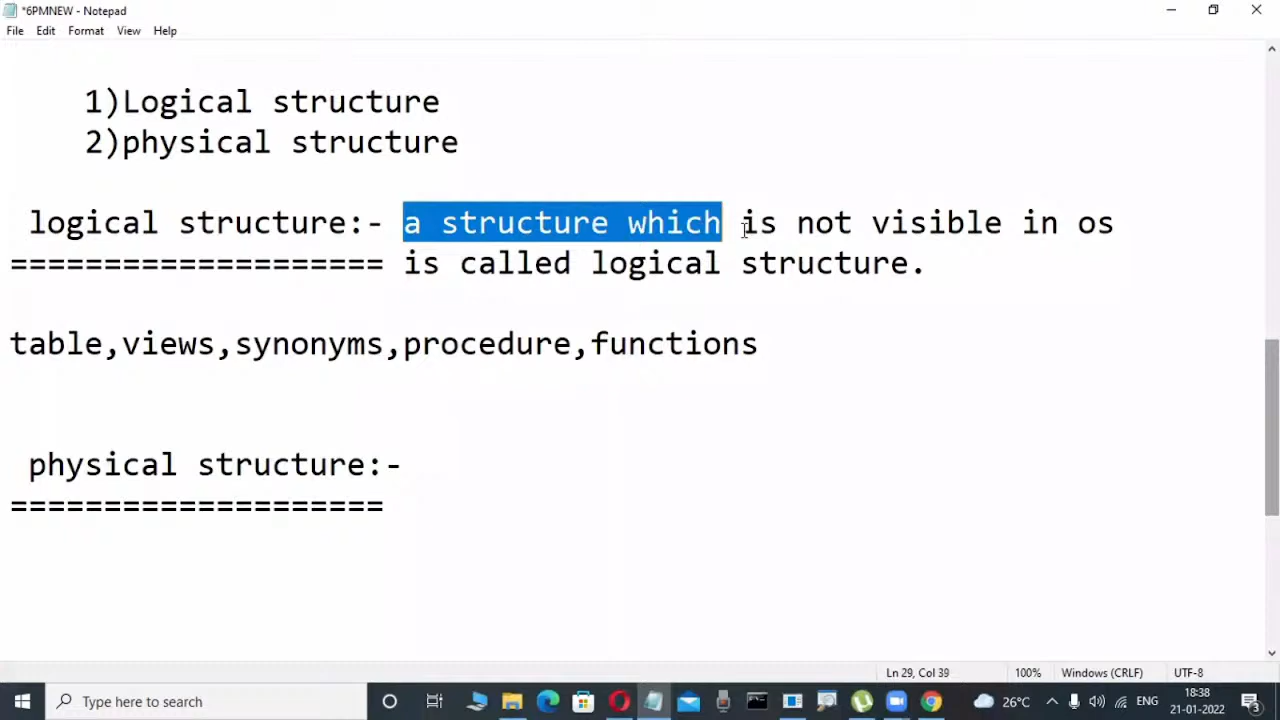 *6PMNEW - Notepad
File Edit Format View Help
1)Logical structure
2)physical structure
logical structure:- a structure which is not visible in os
==================== is called logical structure.
table,views,synonyms,procedure,functions
physical structure:-
====================
Ln 29, Col 39 100% Windows (CRLF) UTF-8
Type here to search
26°C ENG 18:38
21-01-2022
3